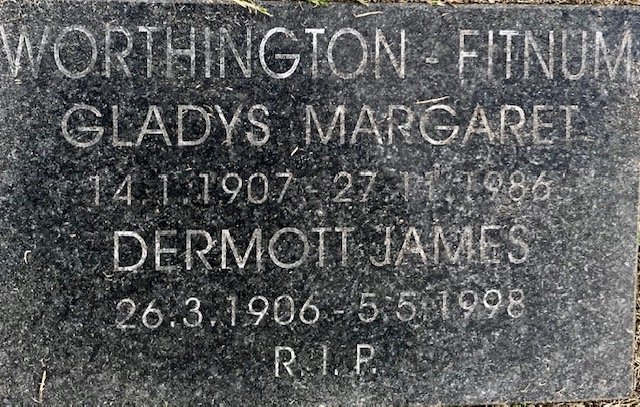 WORTHINGTON - FITNUM
GLADYS MARGARET
14.1.1907 - 27.11.1986
DERMOTT JAMES
26.3.1906 - 5.5.1998
R.I.P.